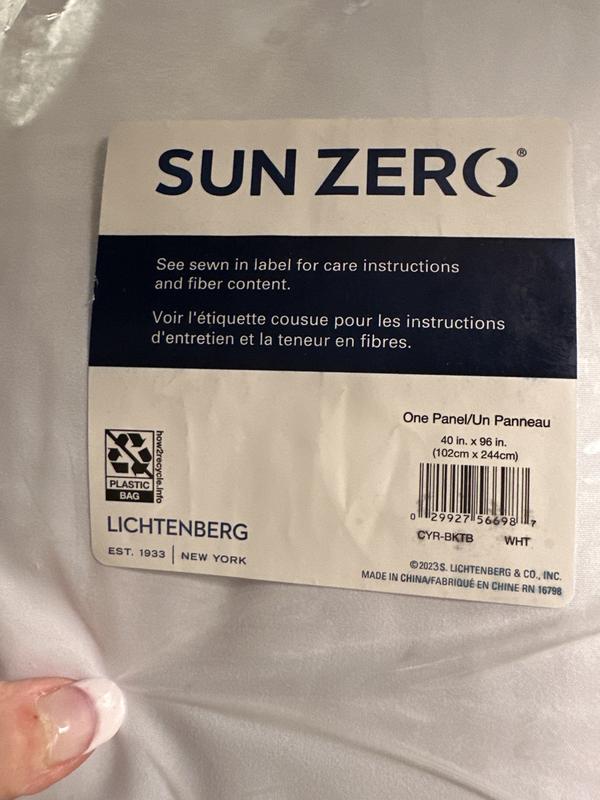 SUN ZERO®
See sewn in label for care instructions
and fiber content.
Voir l'étiquette cousue pour les instructions
d'entretien et la teneur en fibres.
One Panel/Un Panneau
40 in. x 96 in.
(102cm x 244cm)
how2recycle.info
PLASTIC
BAG
0 29927 56698 7
CYR-BKTB WHT
LICHTENBERG
EST. 1933 | NEW YORK
©2023 S. LICHTENBERG & CO., INC.
MADE IN CHINA/FABRIQUÉ EN CHINE RN 16798